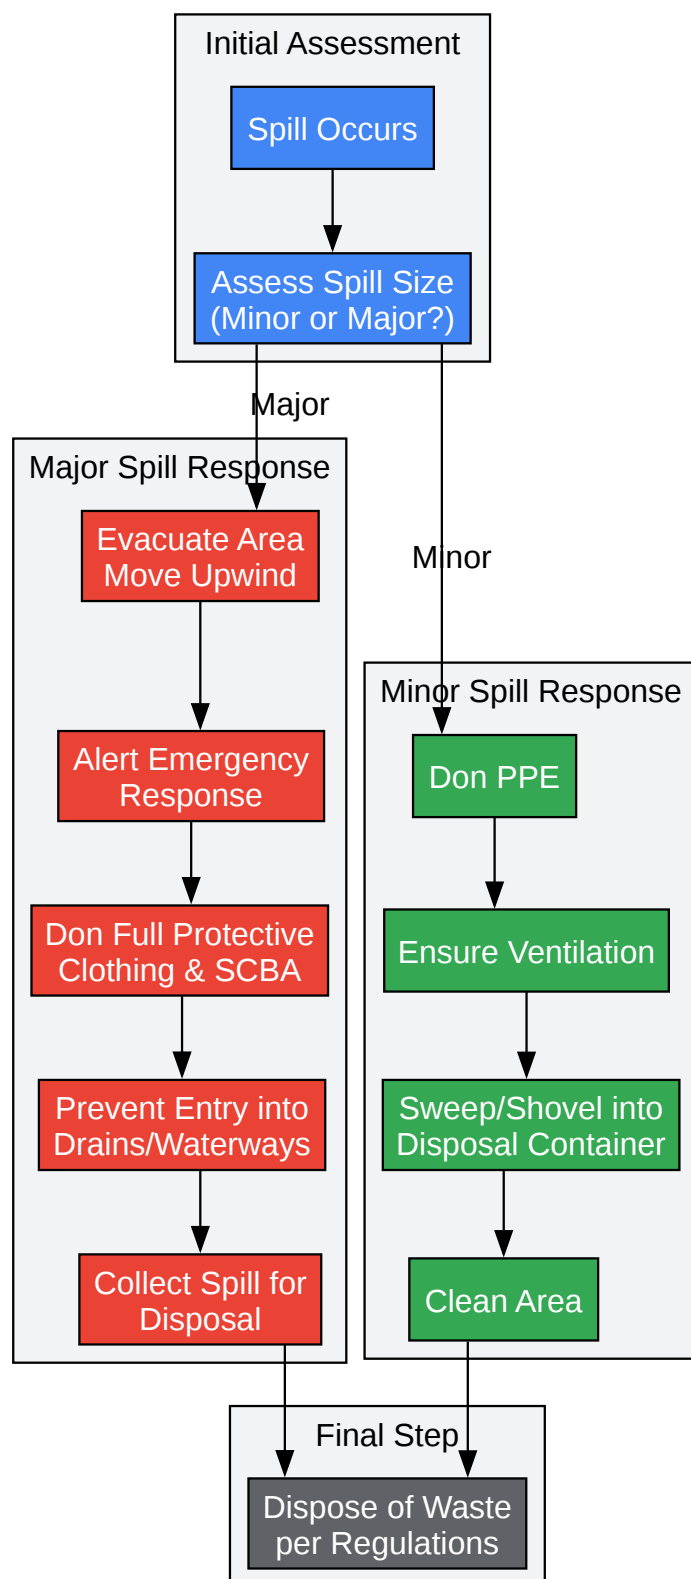 Initial Assessment
Spill Occurs
Assess Spill Size
(Minor or Major?)
Major
Major Spill Response
Evacuate Area
Move Upwind
Alert Emergency
Response
Don Full Protective
Clothing & SCBA
Prevent Entry into
Drains/Waterways
Collect Spill for
Disposal
Minor
Minor Spill Response
Don PPE
Ensure Ventilation
Sweep/Shovel into
Disposal Container
Clean Area
Final Step
Dispose of Waste
per Regulations